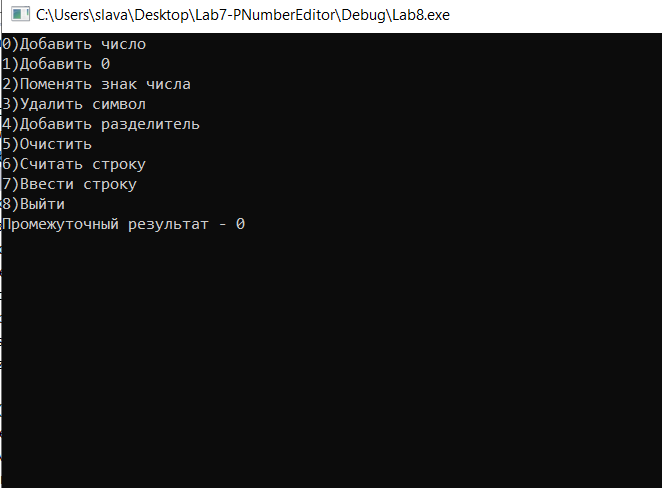 C:\Users\slava\Desktop\Lab7-PNumberEditor\Debug\Lab8.exe
0)Добавить число
1)Добавить 0
2)Поменять знак числа
3)Удалить символ
4)Добавить разделитель
5)Очистить
6)Считать строку
7)Ввести строку
8)Выйти
Промежуточный результат - 0